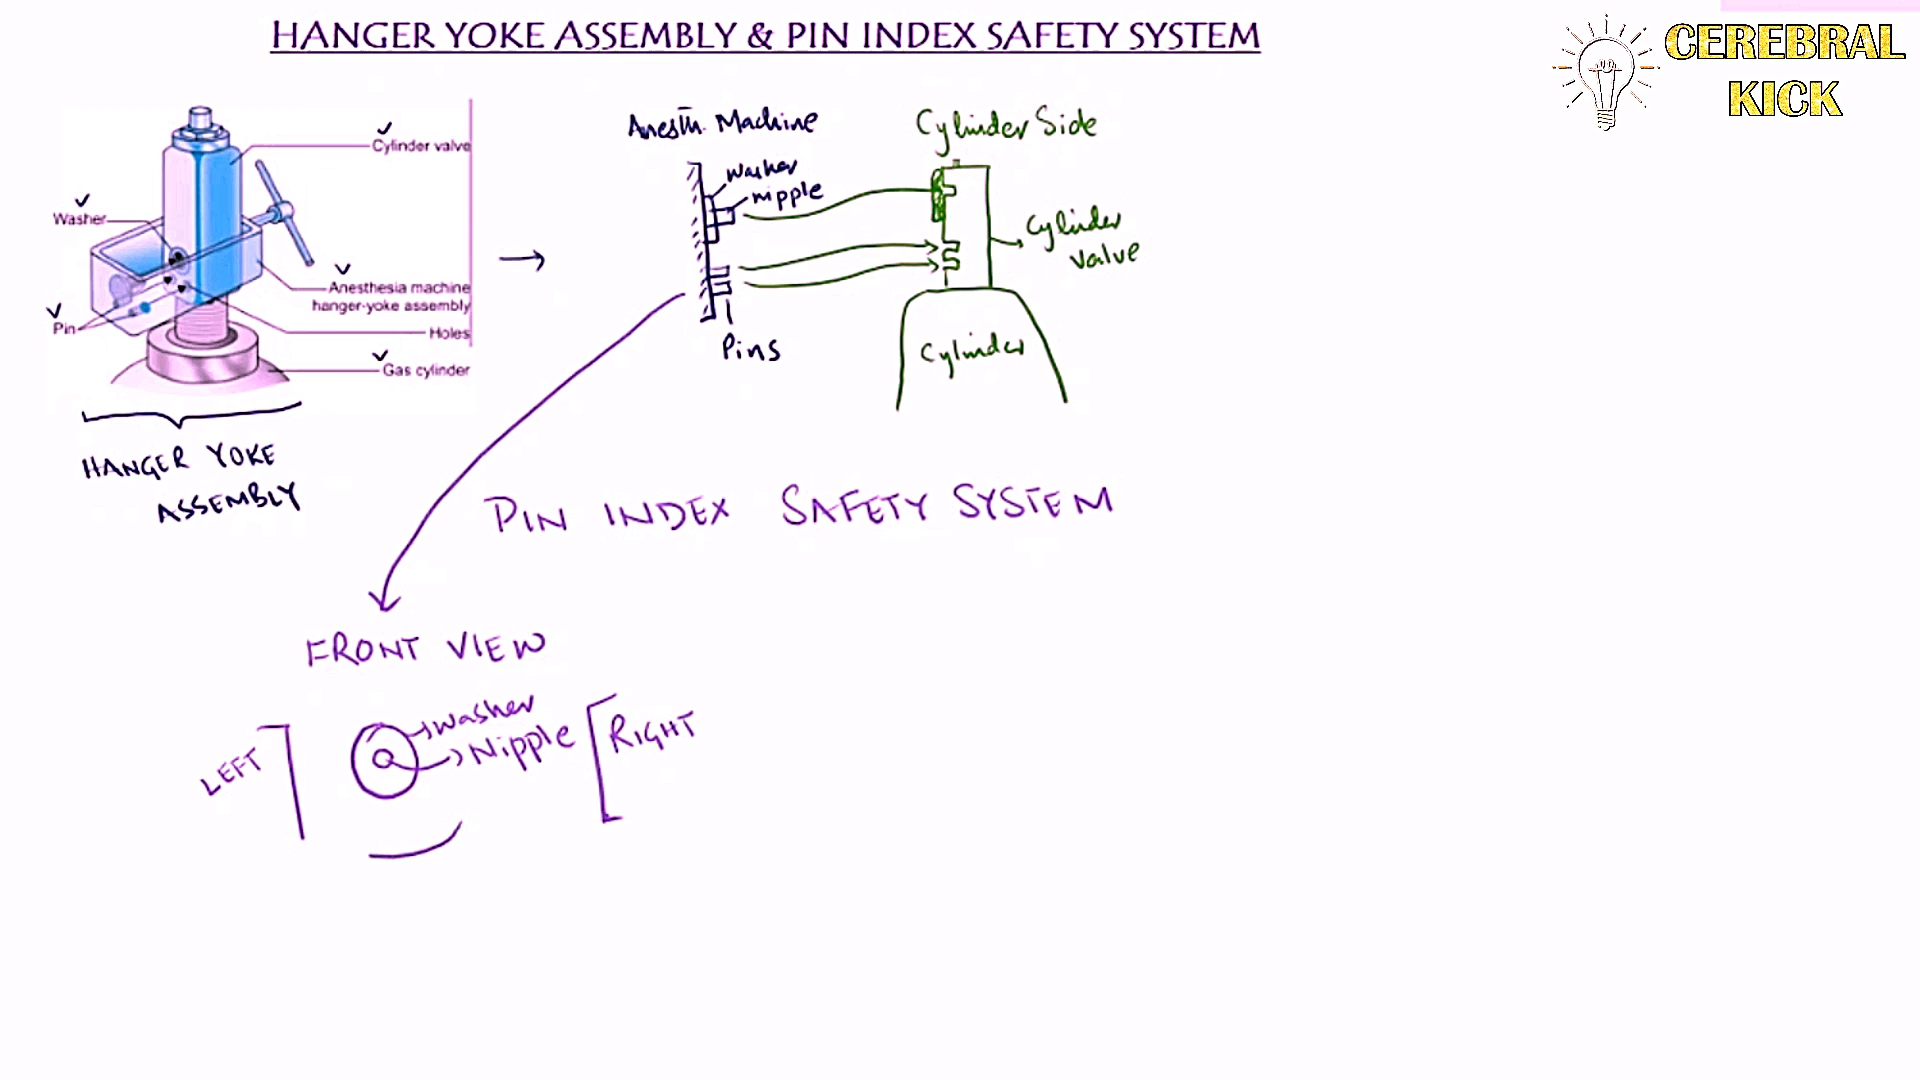 HANGER YOKE ASSEMBLY & PIN INDEX SAFETY SYSTEM
CEREBRAL
KICK
Cylinder valve
Washer
Anesthesia machine
hanger-yoke assembly
Pin
Holes
Gas cylinder
HANGER YOKE
ASSEMBLY
Anesth. Machine
washer
nipple
Pins
Cylinder Side
Cylinder
valve
Cylinder
PIN INDEX SAFETY SYSTEM
FRONT VIEW
LEFT
washer
Nipple
RIGHT